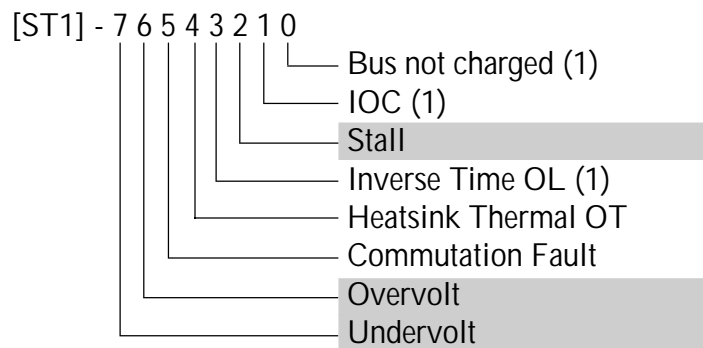 [ST1] - 7 6 5 4 3 2 1 0
Bus not charged (1)
IOC (1)
Stall
Inverse Time OL (1)
Heatsink Thermal OT
Commutation Fault
Overvolt
Undervolt